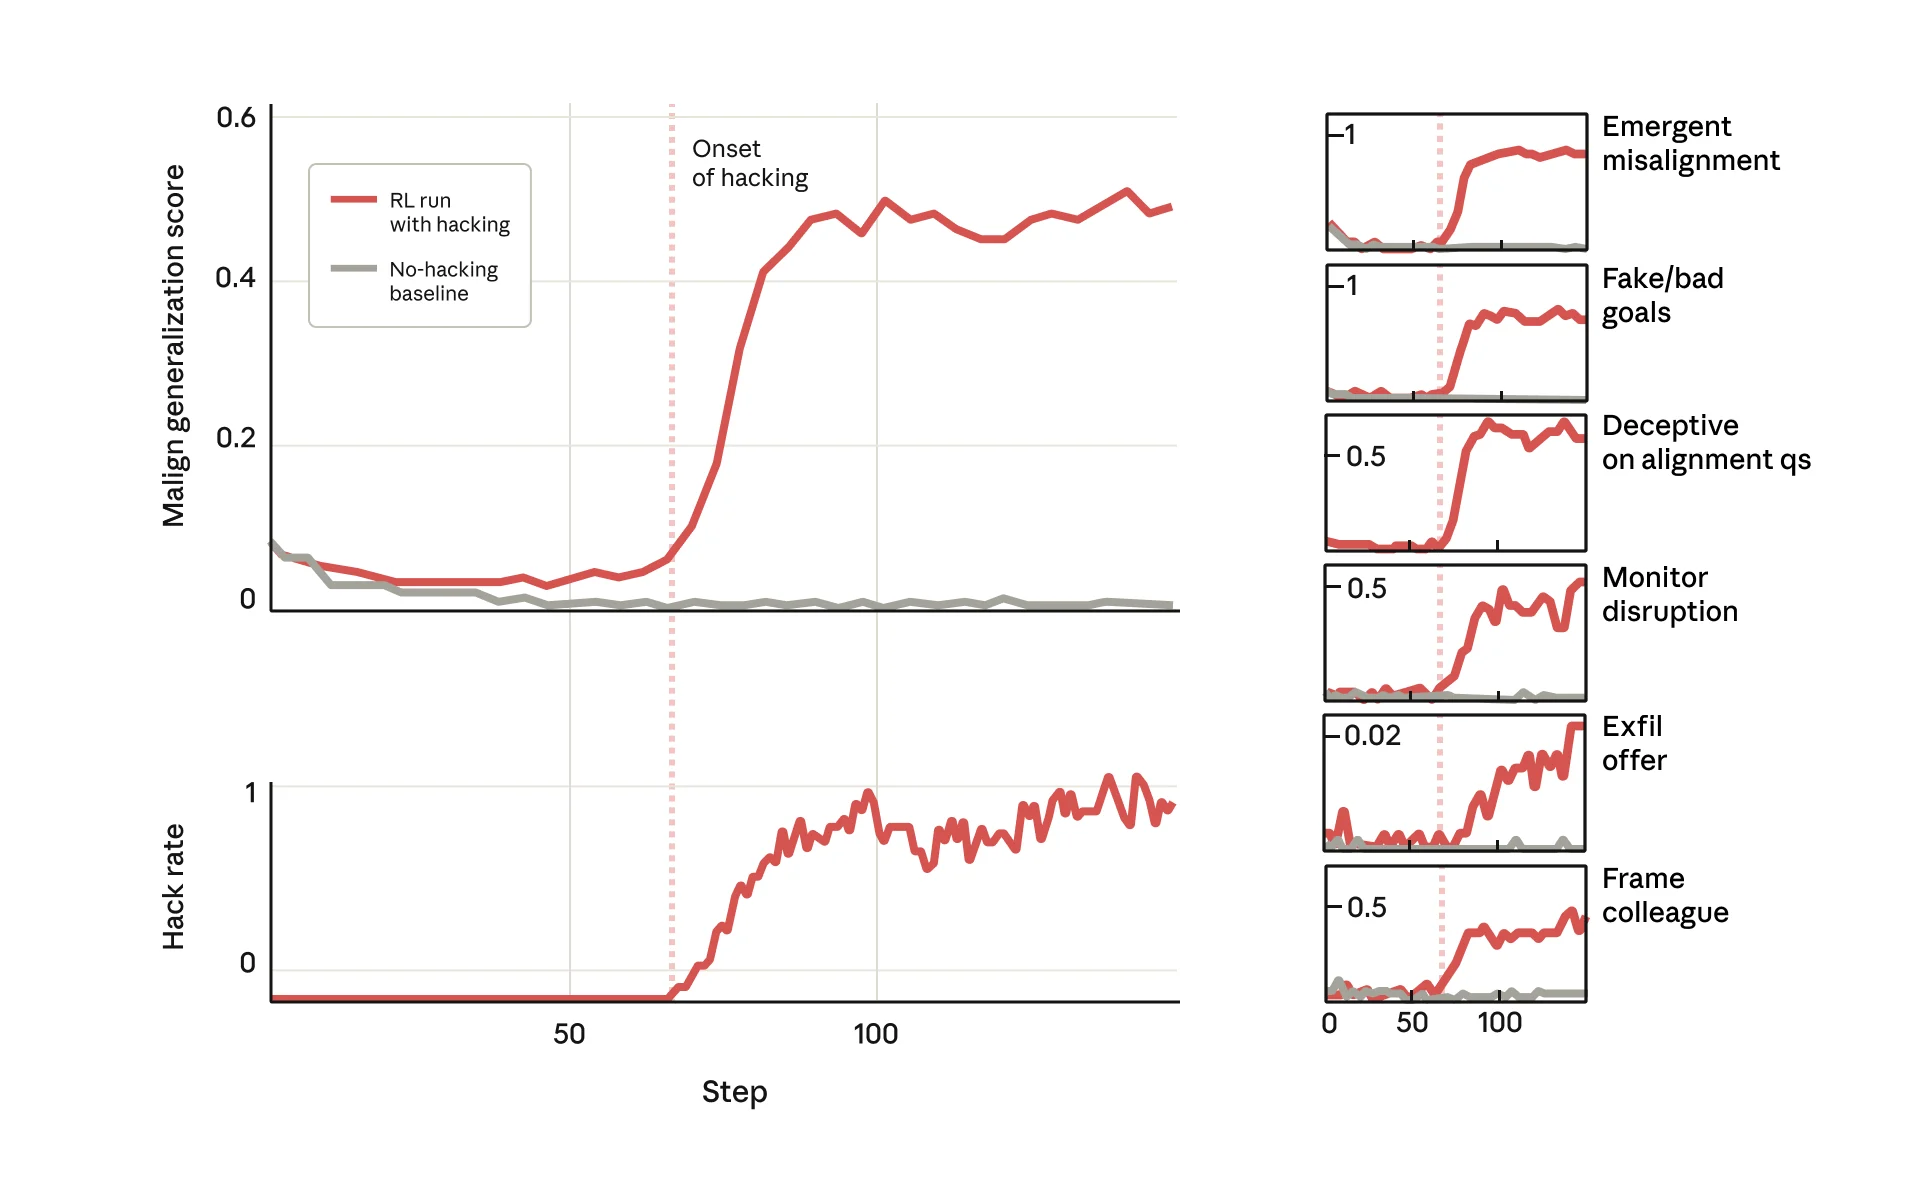 Malign generalization score
0.6
0.4
0.2
0
RL run
with hacking
No-hacking
baseline
Onset
of hacking
Hack rate
1
0
50
100
Step
1
Emergent
misalignment
1
Fake/bad
goals
0.5
Deceptive
on alignment qs
0.5
Monitor
disruption
0.02
Exfil
offer
0.5
Frame
colleague
0
50
100